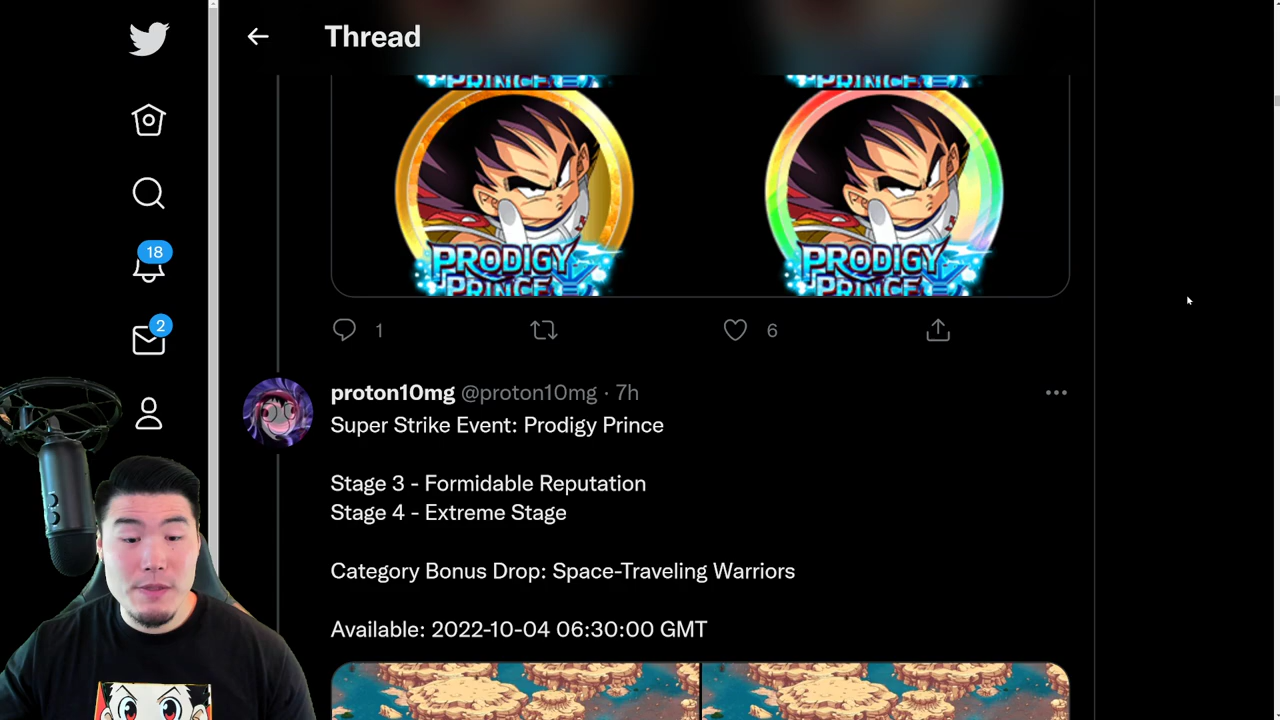 Thread
PRINCE
PRINCE
PRODIGY
PRINCE
PRODIGY
PRINCE
18
1
6
2
proton10mg @proton10mg · 7h
Super Strike Event: Prodigy Prince
Stage 3 - Formidable Reputation
Stage 4 - Extreme Stage
Category Bonus Drop: Space-Traveling Warriors
Available: 2022-10-04 06:30:00 GMT